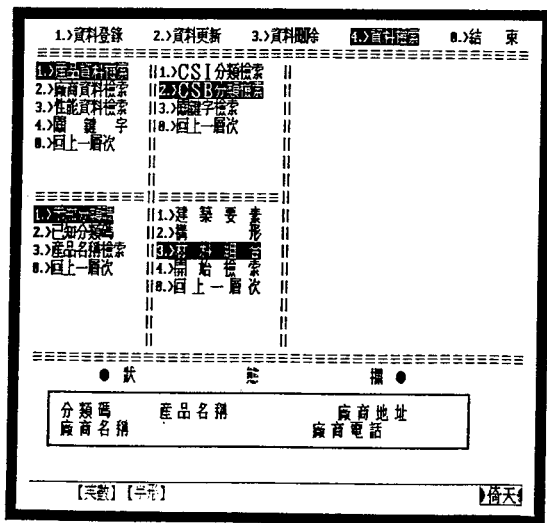 1.>資料登錄 2.>資料更新 3.>資料刪除 4.>資料檢索 0.>結 束
1.>產品資料檢索
2.>廠商資料檢索
3.>性能資料檢索
4.>關 鍵 字
0.>回上一層次
1.>CSI分類檢索
2.>CSB分類檢索
3.>關鍵字檢索
0.>回上一層次
2.>已知分類碼
3.>產品名稱檢索
0.>回上一層次
1.>建 築 要 素
2.>構 形
3.>材 料 組 合
4.>開 始 檢 索
0.>回 上 一 層 次
● 狀 態 欄 ●
分類碼 產品名稱 廠商地址
廠商名稱 廠商電話
【英數】【半形】 倚天